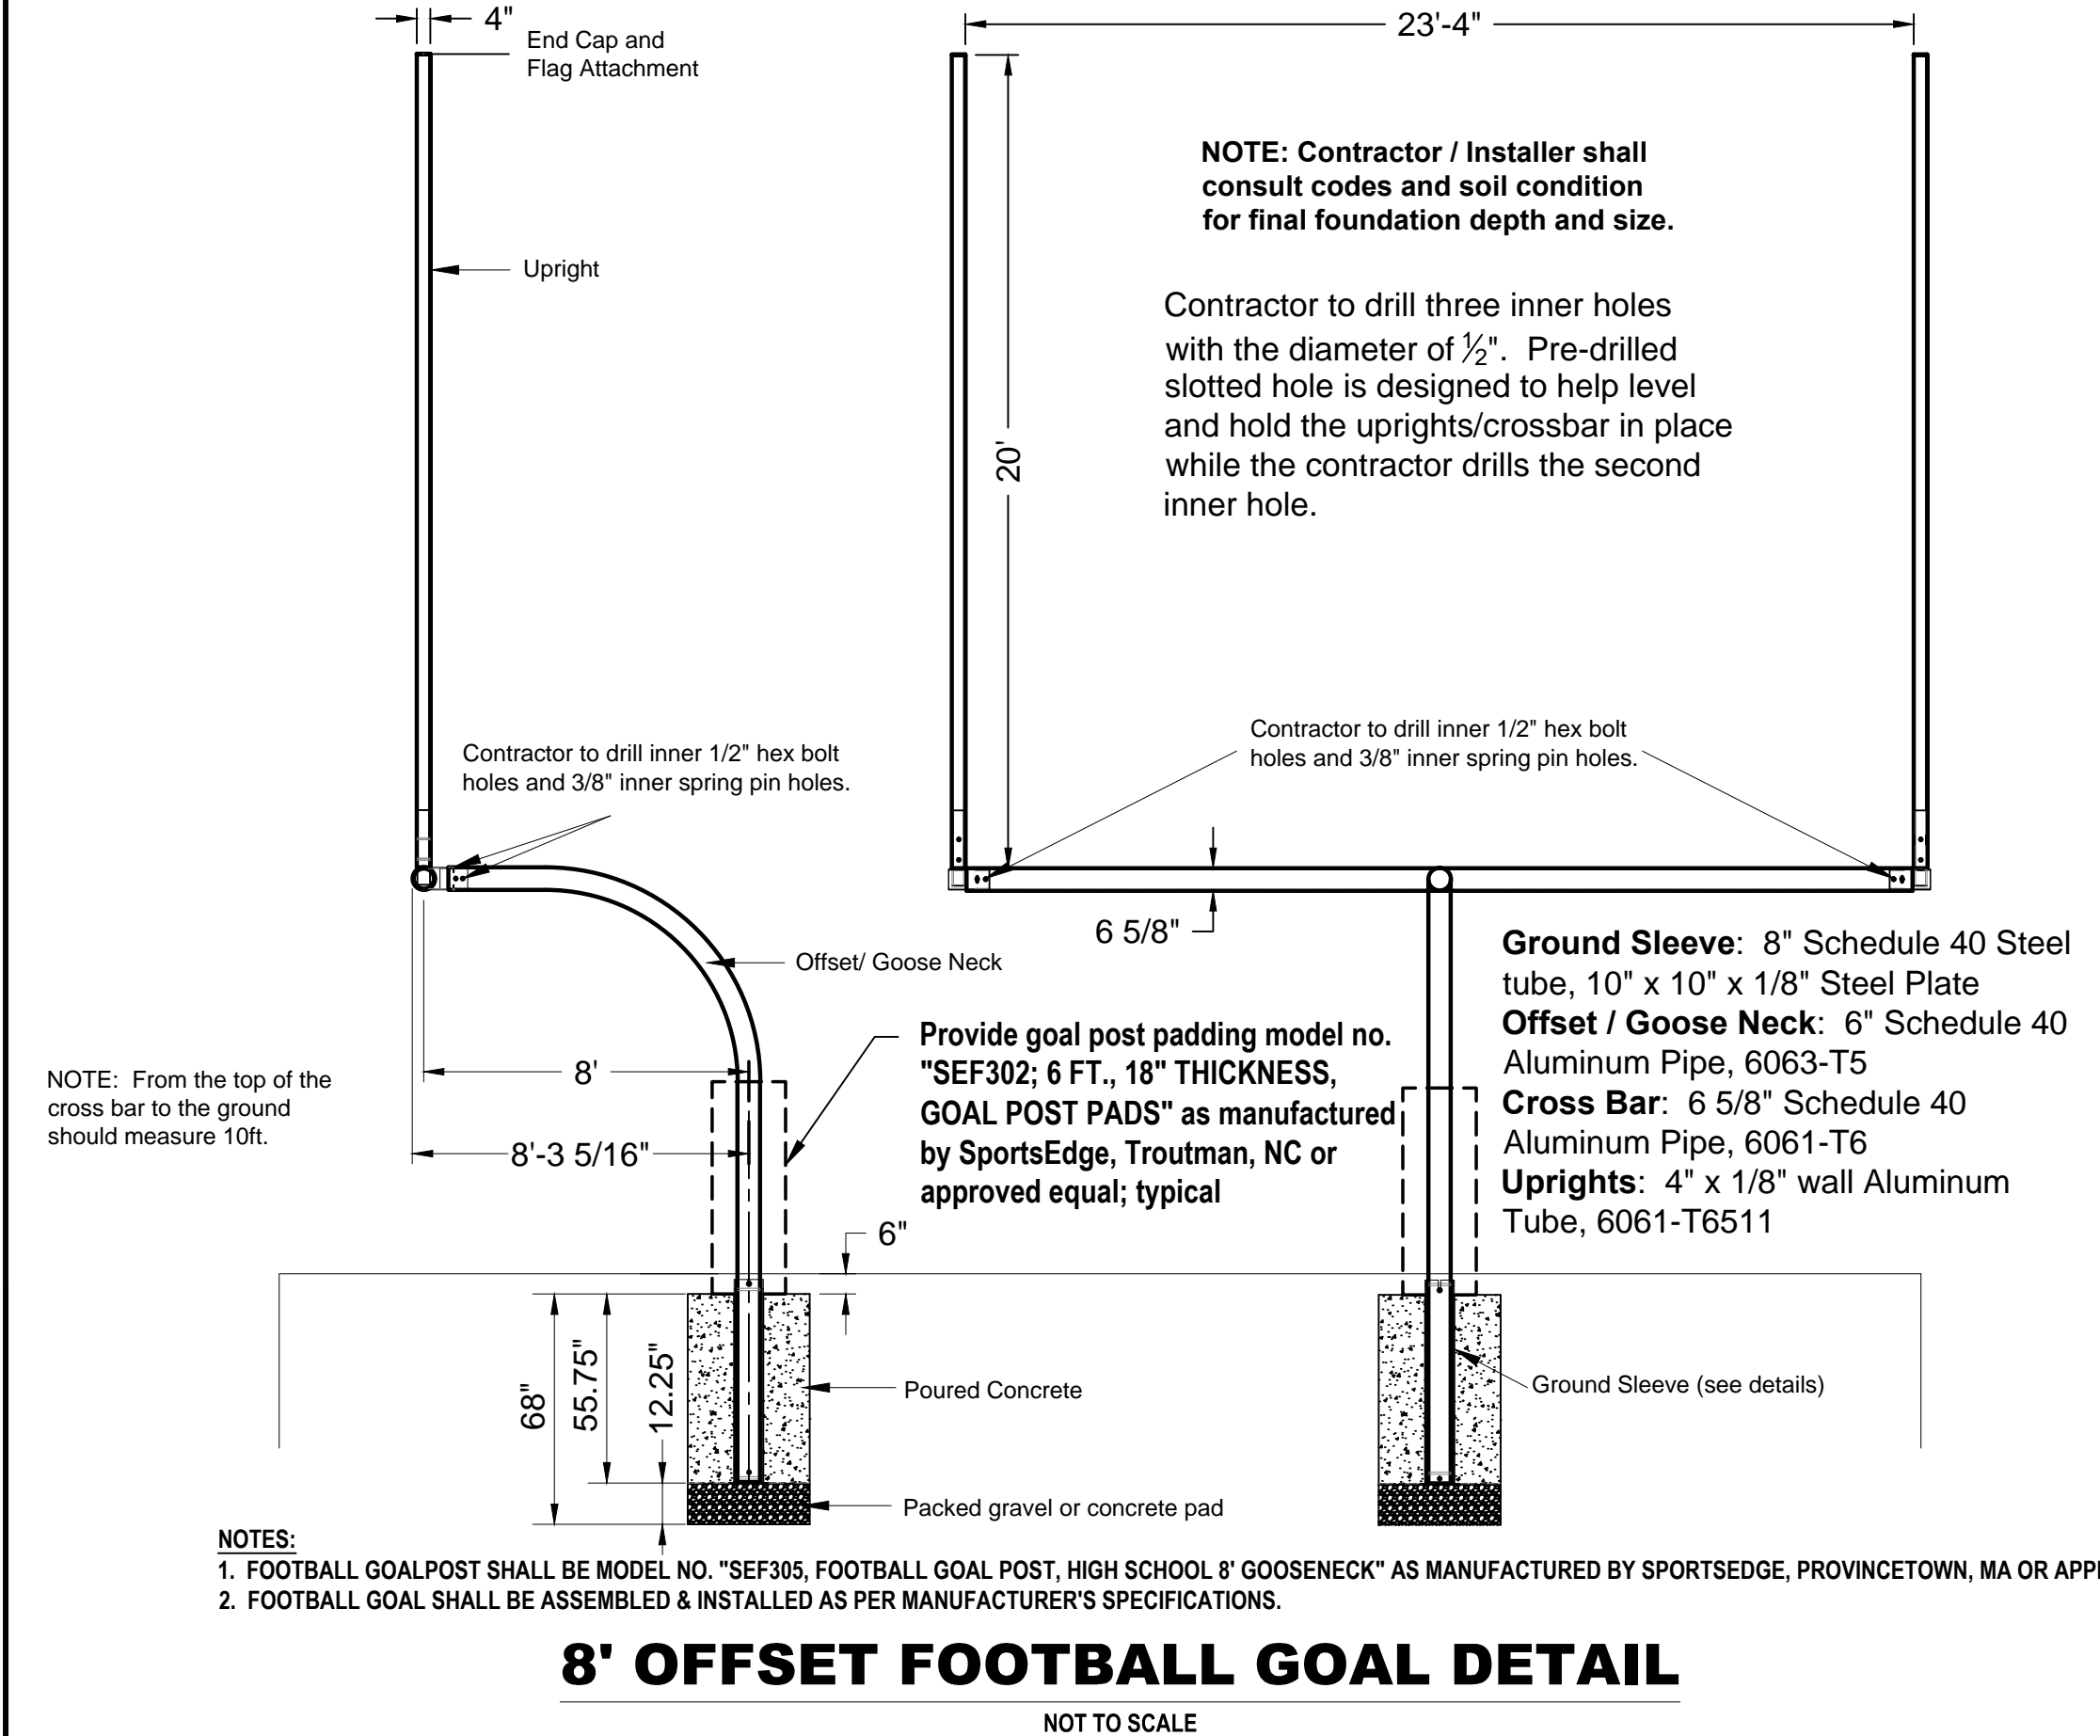 4"
End Cap and
Flag Attachment
23'-4"
NOTE: Contractor / Installer shall
consult codes and soil condition
for final foundation depth and size.
Upright
Contractor to drill three inner holes
with the diameter of ½".  Pre-drilled
slotted hole is designed to help level
and hold the uprights/crossbar in place
while the contractor drills the second
inner hole.
20'
Contractor to drill inner 1/2" hex bolt
holes and 3/8" inner spring pin holes.
Contractor to drill inner 1/2" hex bolt
holes and 3/8" inner spring pin holes.
6 5/8"
Offset/ Goose Neck
Ground Sleeve:  8" Schedule 40 Steel
tube, 10" x 10" x 1/8" Steel Plate
Offset / Goose Neck:  6" Schedule 40
Aluminum Pipe, 6063-T5
Cross Bar:  6 5/8" Schedule 40
Aluminum Pipe, 6061-T6
Uprights:  4" x 1/8" wall Aluminum
Tube, 6061-T6511
Provide goal post padding model no.
"SEF302; 6 FT., 18" THICKNESS,
GOAL POST PADS" as manufactured
by SportsEdge, Troutman, NC or
approved equal; typical
8'
NOTE:  From the top of the
cross bar to the ground
should measure 10ft.
8'-3 5/16"
6"
68"
55.75"
12.25"
Poured Concrete
Ground Sleeve (see details)
Packed gravel or concrete pad
NOTES:
1.  FOOTBALL GOALPOST SHALL BE MODEL NO. "SEF305, FOOTBALL GOAL POST, HIGH SCHOOL 8' GOOSENECK" AS MANUFACTURED BY SPORTSEDGE, PROVINCETOWN, MA OR
2.  FOOTBALL GOAL SHALL BE ASSEMBLED & INSTALLED AS PER MANUFACTURER'S SPECIFICATIONS.
8' OFFSET FOOTBALL GOAL DETAIL
NOT TO SCALE